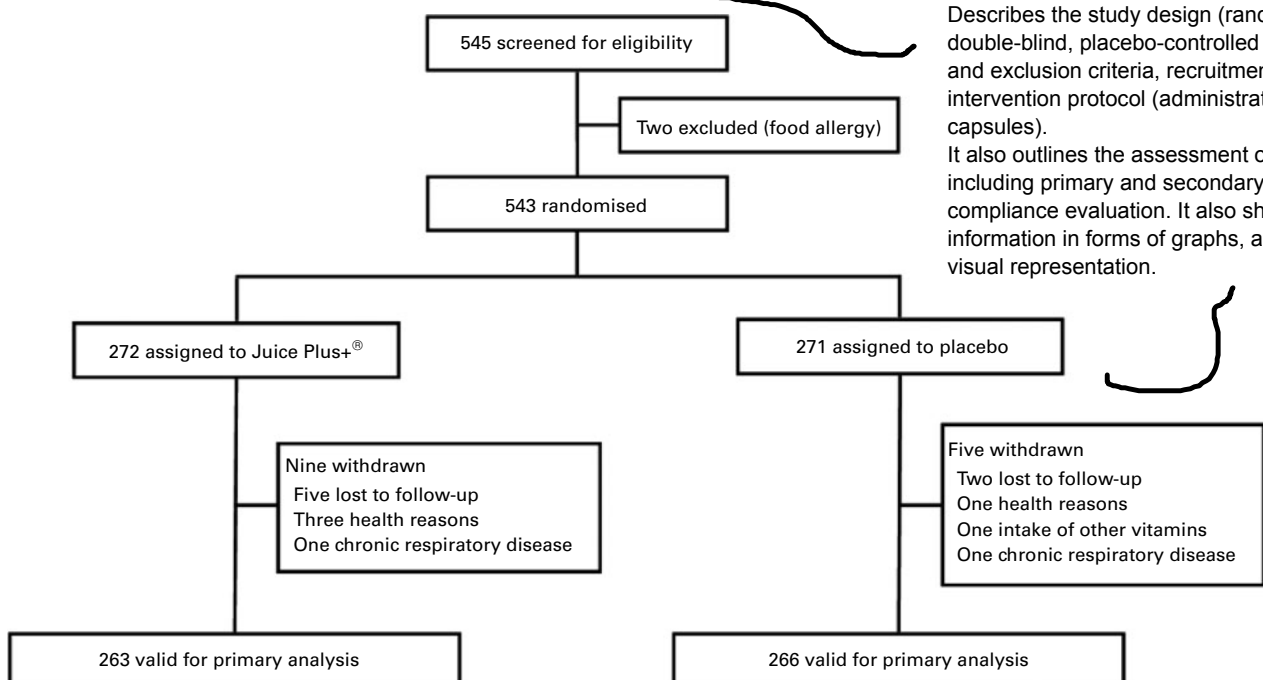 545 screened for eligibility
Two excluded (food allergy)
543 randomised
272 assigned to Juice Plus+®
271 assigned to placebo
Nine withdrawn
Five lost to follow-up
Three health reasons
One chronic respiratory disease
Five withdrawn
Two lost to follow-up
One health reasons
One intake of other vitamins
One chronic respiratory disease
263 valid for primary analysis
266 valid for primary analysis
Describes the study design
double-blind, placebo-controlled
and exclusion criteria,
intervention protocol
capsules).
It also outlines the assessment
including primary and secondary
compliance evaluation. It also
information in forms of graphs,
visual representation.